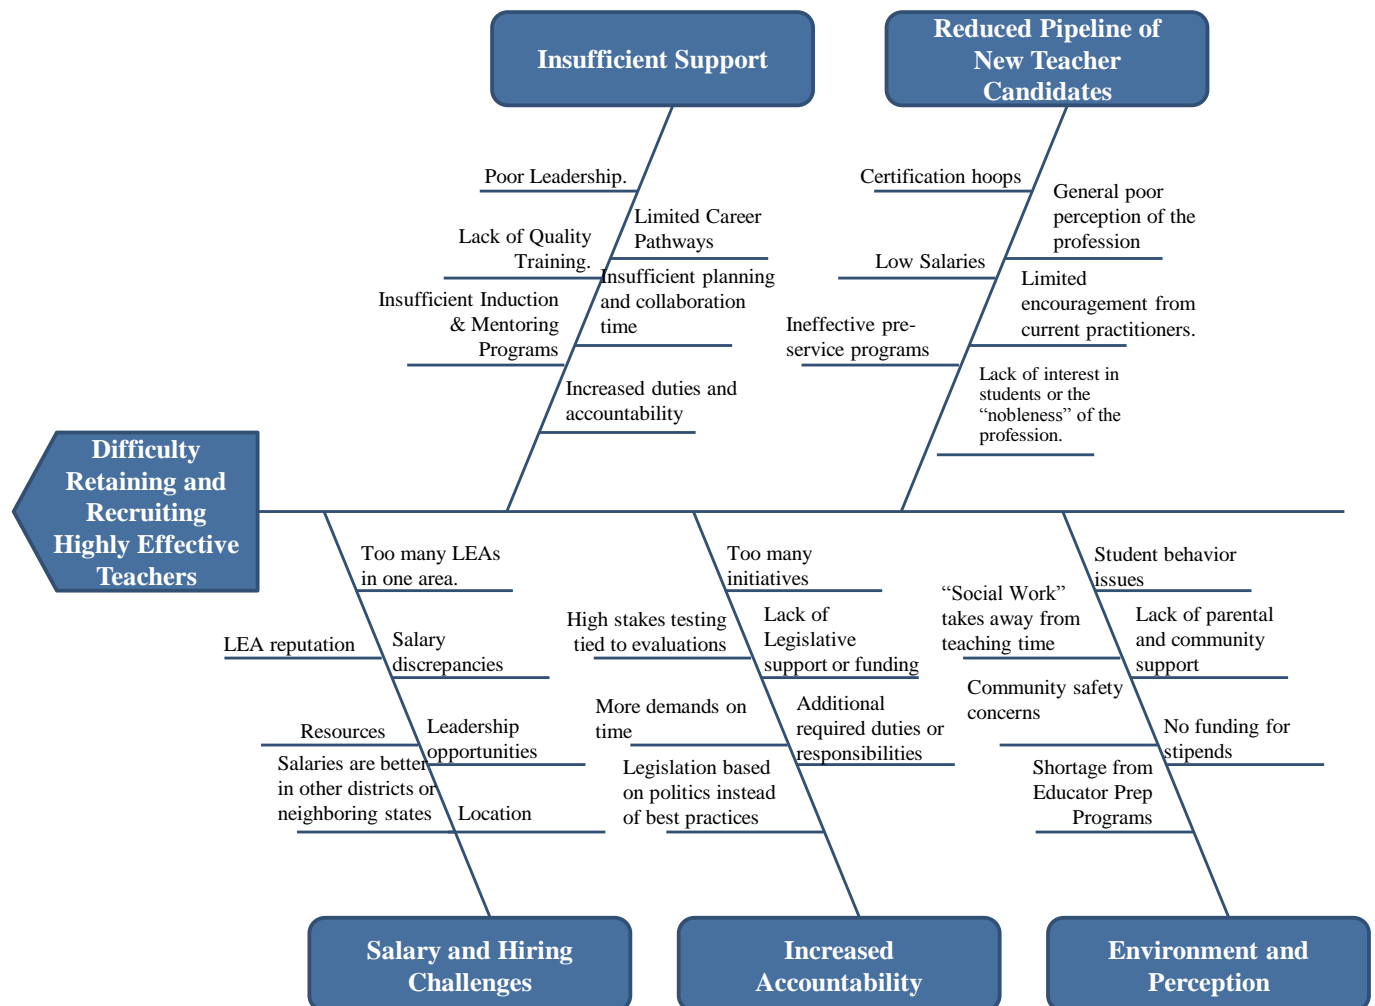 Insufficient Support
Reduced Pipeline of
New Teacher
Candidates
Poor Leadership.
Lack of Quality
Training.
Insufficient Induction
& Mentoring
Programs
Limited Career
Pathways
Insufficient planning
and collaboration
time
Increased duties and
accountability
Certification hoops
Low Salaries
Ineffective pre-
service programs
General poor
perception of the
profession
Limited
encouragement from
current practitioners.
Lack of interest in
students or the
“nobleness” of the
profession.
Difficulty
Retaining and
Recruiting
Highly Effective
Teachers
Too many LEAs
in one area.
LEA reputation
Salary
discrepancies
Resources
Leadership
opportunities
Salaries are better
in other districts or
neighboring states
Location
Too many
initiatives
High stakes testing
tied to evaluations
Lack of
Legislative
support or funding
More demands on
time
Additional
required duties or
responsibilities
Legislation based
on politics instead
of best practices
Student behavior
issues
“Social Work”
takes away from
teaching time
Lack of parental
and community
support
Community safety
concerns
No funding for
stipends
Shortage from
Educator Prep
Programs
Salary and Hiring
Challenges
Increased
Accountability
Environment and
Perception